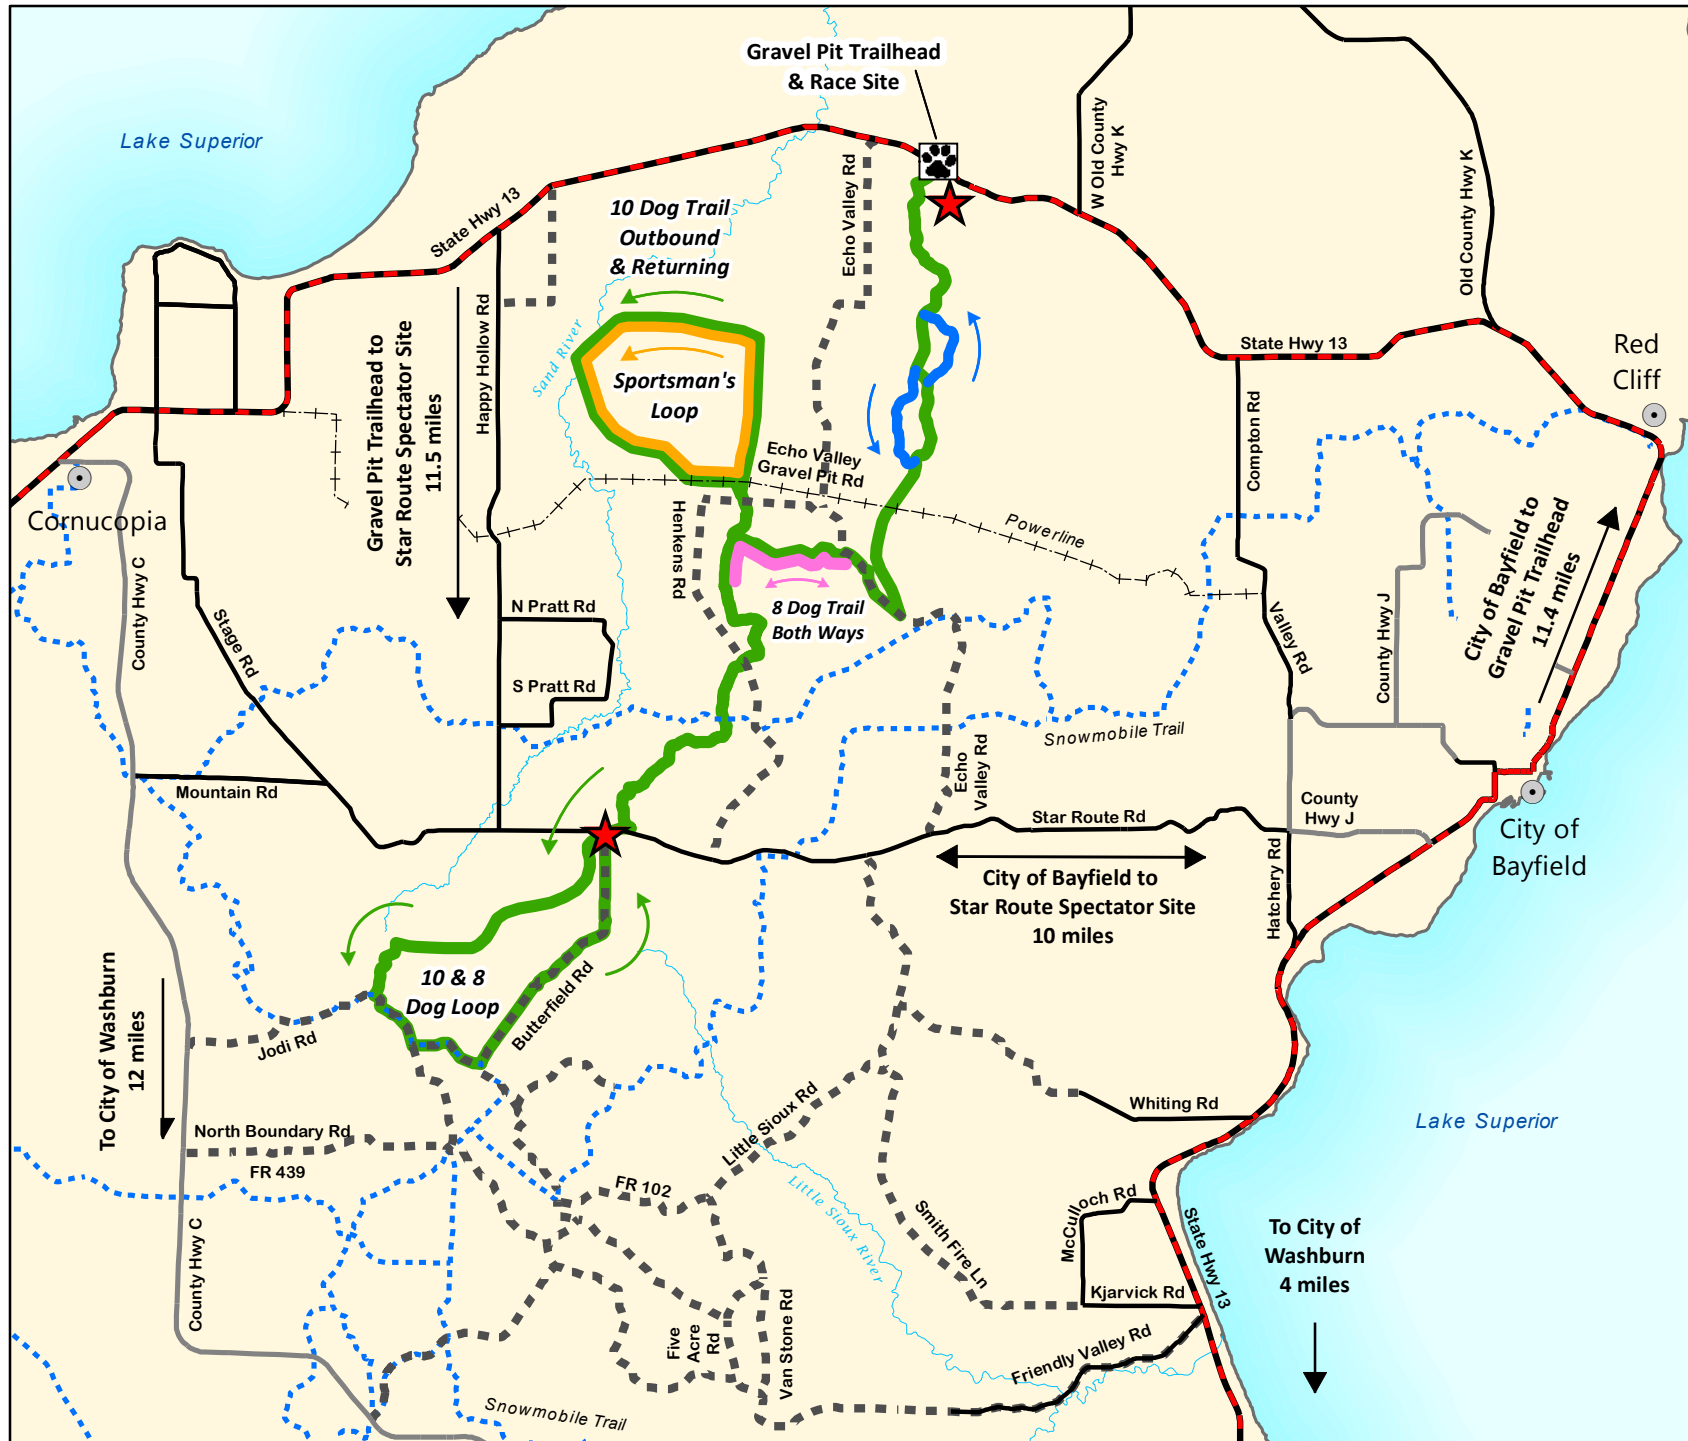 Gravel Pit Trailhead
& Race Site
Lake Superior
W Old County
Hwy K
Old County Hwy K
Echo Valley Rd
State Hwy 13
10 Dog Trail
Outbound
& Returning
Happy Hollow Rd
Gravel Pit Trailhead to
Star Route Spectator Site
11.5 miles
Sand River
Sportsman's
Loop
State Hwy 13
Red
Cliff
Compton Rd
Echo Valley
Gravel Pit Rd
Powerline
Cornucopia
County Hwy C
Henkens Rd
City of Bayfield to
Gravel Pit Trailhead
11.4 miles
Stage Rd
N Pratt Rd
S Pratt Rd
8 Dog Trail
Both Ways
Valley Rd
County Hwy J
Snowmobile Trail
Echo
Valley Rd
Mountain Rd
Star Route Rd
County
Hwy J
City of
Bayfield
City of Bayfield to
Star Route Spectator Site
10 miles
Hatchery Rd
10 & 8
Dog Loop
Butterfield Rd
Jodi Rd
To City of Washburn
12 miles
North Boundary Rd
FR 439
Little Sioux Rd
Whiting Rd
Lake Superior
FR 102
Little Sioux River
Smith Fire Ln
McCulloch Rd
Kjarvick Rd
State Hwy 13
To City of
Washburn
4 miles
County Hwy C
Five
Acre
Rd
Van Stone Rd
Friendly Valley Rd
Snowmobile Trail